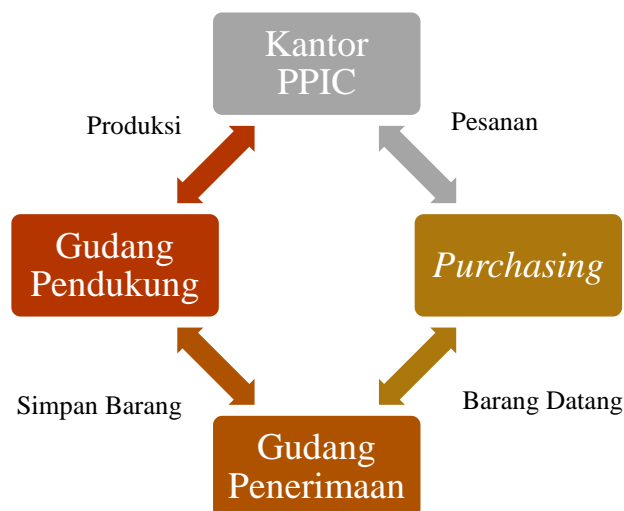 Kantor
PPIC
Produksi
Pesanan
Gudang
Pendukung
Purchasing
Simpan Barang
Barang Datang
Gudang
Penerimaan